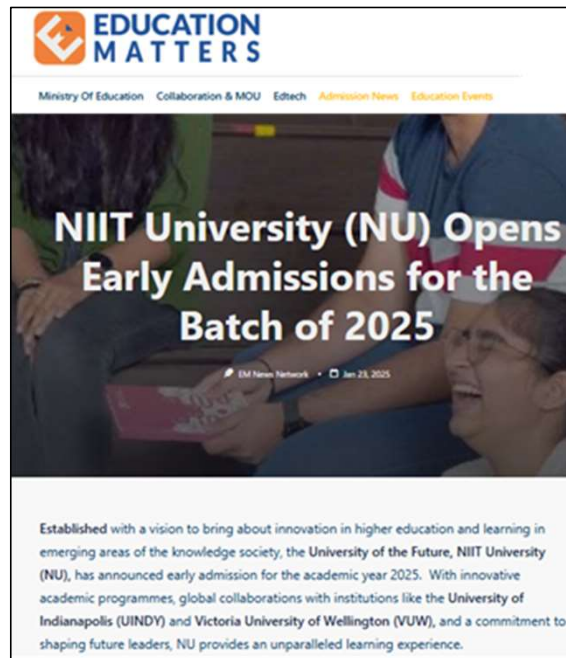 EDUCATION
MATTERS
Ministry Of Education Collaboration & MOU Edtech Admission News Education Events
NIIT University (NU) Opens
Early Admissions for the
Batch of 2025
EM News Network • Jan 23, 2025
Established with a vision to bring about innovation in higher education and learning in
emerging areas of the knowledge society, the University of the Future, NIIT University
(NU), has announced early admission for the academic year 2025. With innovative
academic programmes, global collaborations with institutions like the University of
Indianapolis (UINDY) and Victoria University of Wellington (VUW), and a commitment to
shaping future leaders, NU provides an unparalleled learning experience.